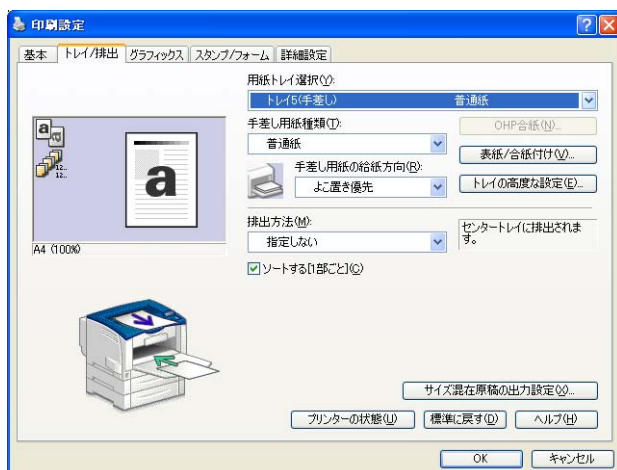 印刷設定
基本 トレイ/排出 グラフィックス スタンプ/フォーム 詳細設定
用紙トレイ選択(Y):
トレイ5(手差し) 普通紙
手差し用紙種類(T):
普通紙
OHP合紙(N)...
表紙/合紙付け(V)...
手差し用紙の給紙方向(R):
よこ置き優先
トレイの高度な設定(E)...
排出方法(M):
指定しない
センタートレイに排出されま
す。
ソートする[1部ごと](C)
a
a
12..
12..
a
A4 (100%)
サイズ混在原稿の出力設定(X)...
プリンターの状態(U) 標準に戻す(D) ヘルプ(H)
OK キャンセル